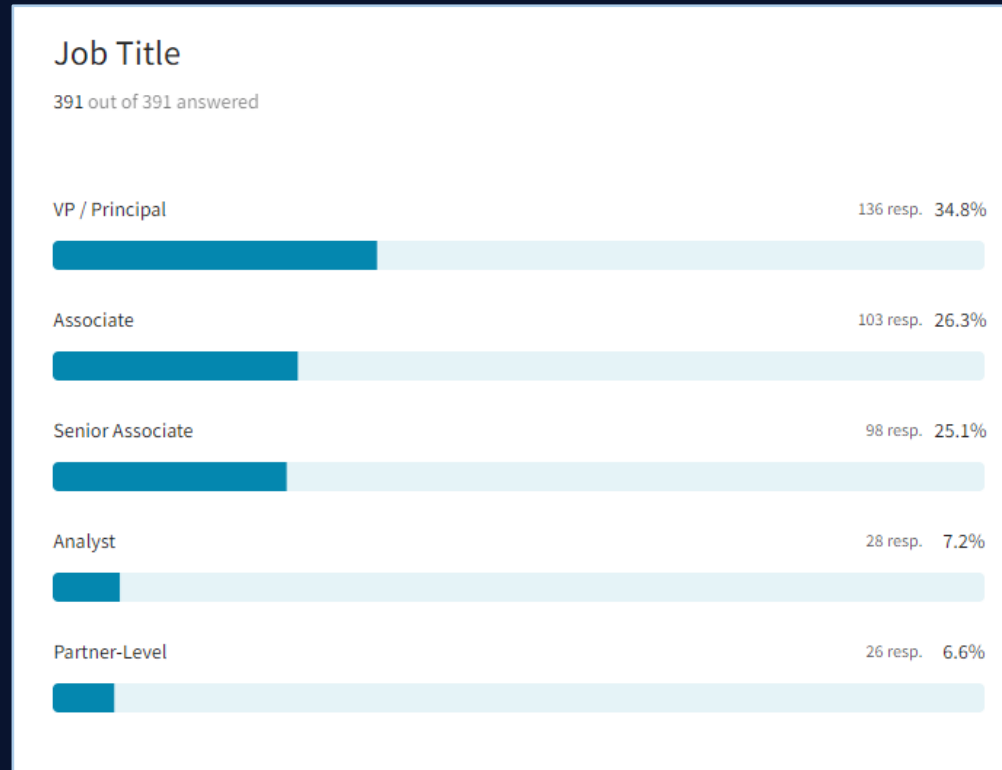 Job Title
391 out of 391 answered
VP / Principal 136 resp. 34.8%
Associate 103 resp. 26.3%
Senior Associate 98 resp. 25.1%
Analyst 28 resp. 7.2%
Partner-Level 26 resp. 6.6%